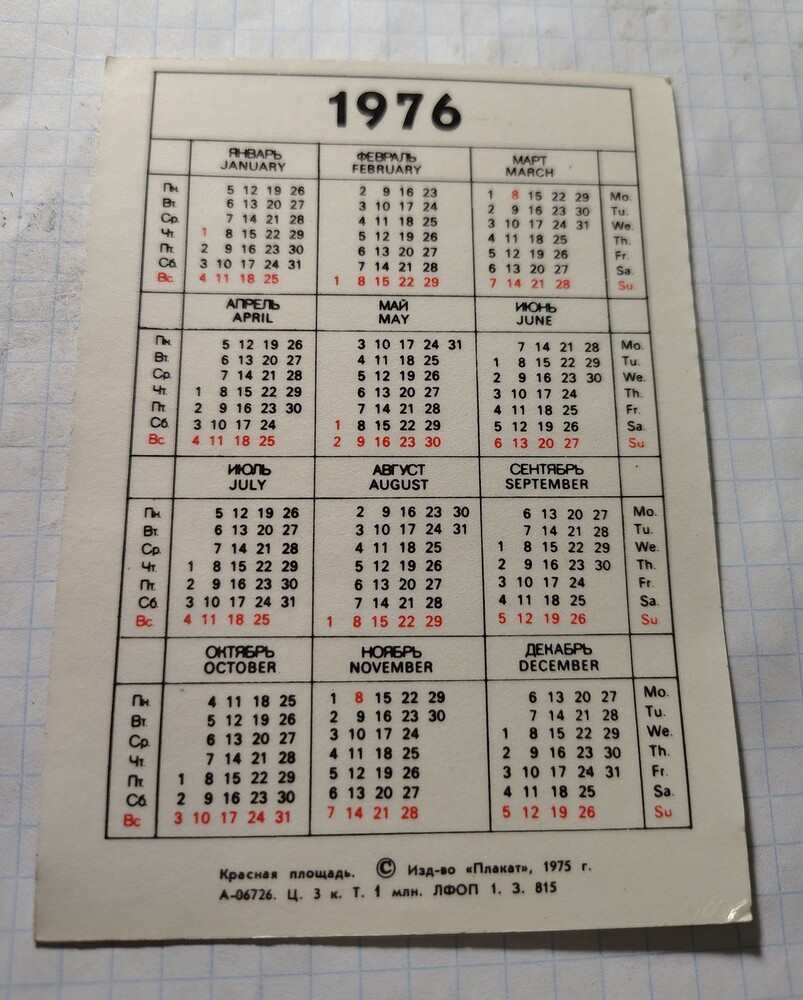 1976
ЯНВАРЬ ФЕВРАЛЬ МАРТ
JANUARY FEBRUARY MARCH
Пн. 5 12 19 26 2 9 16 23 1 8 15 22 29 Mo.
Вт. 6 13 20 27 3 10 17 24 2 9 16 23 30 Tu.
Ср. 7 14 21 28 4 11 18 25 3 10 17 24 31 We.
Чт. 1 8 15 22 29 5 12 19 26 4 11 18 25 Th.
Пт. 2 9 16 23 30 6 13 20 27 5 12 19 26 Fr.
Сб. 3 10 17 24 31 7 14 21 28 6 13 20 27 Sa.
Вс. 4 11 18 25 1 8 15 22 29 7 14 21 28 Su
АПРЕЛЬ МАЙ ИЮНЬ
APRIL MAY JUNE
Пн. 5 12 19 26 3 10 17 24 31 7 14 21 28 Mo.
Вт. 6 13 20 27 4 11 18 25 1 8 15 22 29 Tu.
Ср. 7 14 21 28 5 12 19 26 2 9 16 23 30 We.
Чт. 1 8 15 22 29 6 13 20 27 3 10 17 24 Th.
Пт. 2 9 16 23 30 7 14 21 28 4 11 18 25 Fr.
Сб. 3 10 17 24 1 8 15 22 29 5 12 19 26 Sa.
Вс. 4 11 18 25 2 9 16 23 30 6 13 20 27 Su
ИЮЛЬ АВГУСТ СЕНТЯБРЬ
JULY AUGUST SEPTEMBER
Пн. 5 12 19 26 2 9 16 23 30 6 13 20 27 Mo.
Вт. 6 13 20 27 3 10 17 24 31 7 14 21 28 Tu.
Ср. 7 14 21 28 4 11 18 25 1 8 15 22 29 We.
Чт. 1 8 15 22 29 5 12 19 26 2 9 16 23 30 Th.
Пт. 2 9 16 23 30 6 13 20 27 3 10 17 24 Fr.
Сб. 3 10 17 24 31 7 14 21 28 4 11 18 25 Sa.
Вс. 4 11 18 25 1 8 15 22 29 5 12 19 26 Su
ОКТЯБРЬ НОЯБРЬ ДЕКАБРЬ
OCTOBER NOVEMBER DECEMBER
Пн. 4 11 18 25 1 8 15 22 29 6 13 20 27 Mo.
Вт. 5 12 19 26 2 9 16 23 30 7 14 21 28 Tu.
Ср. 6 13 20 27 3 10 17 24 1 8 15 22 29 We.
Чт. 7 14 21 28 4 11 18 25 2 9 16 23 30 Th.
Пт. 1 8 15 22 29 5 12 19 26 3 10 17 24 31 Fr.
Сб. 2 9 16 23 30 6 13 20 27 4 11 18 25 Sa.
Вс 3 10 17 24 31 7 14 21 28 5 12 19 26 Su
Красная площадь. © Изд-во «Плакат», 1975 г.
А-06726. Ц. 3 к. Т. 1 млн. ЛФОП 1. З. 815